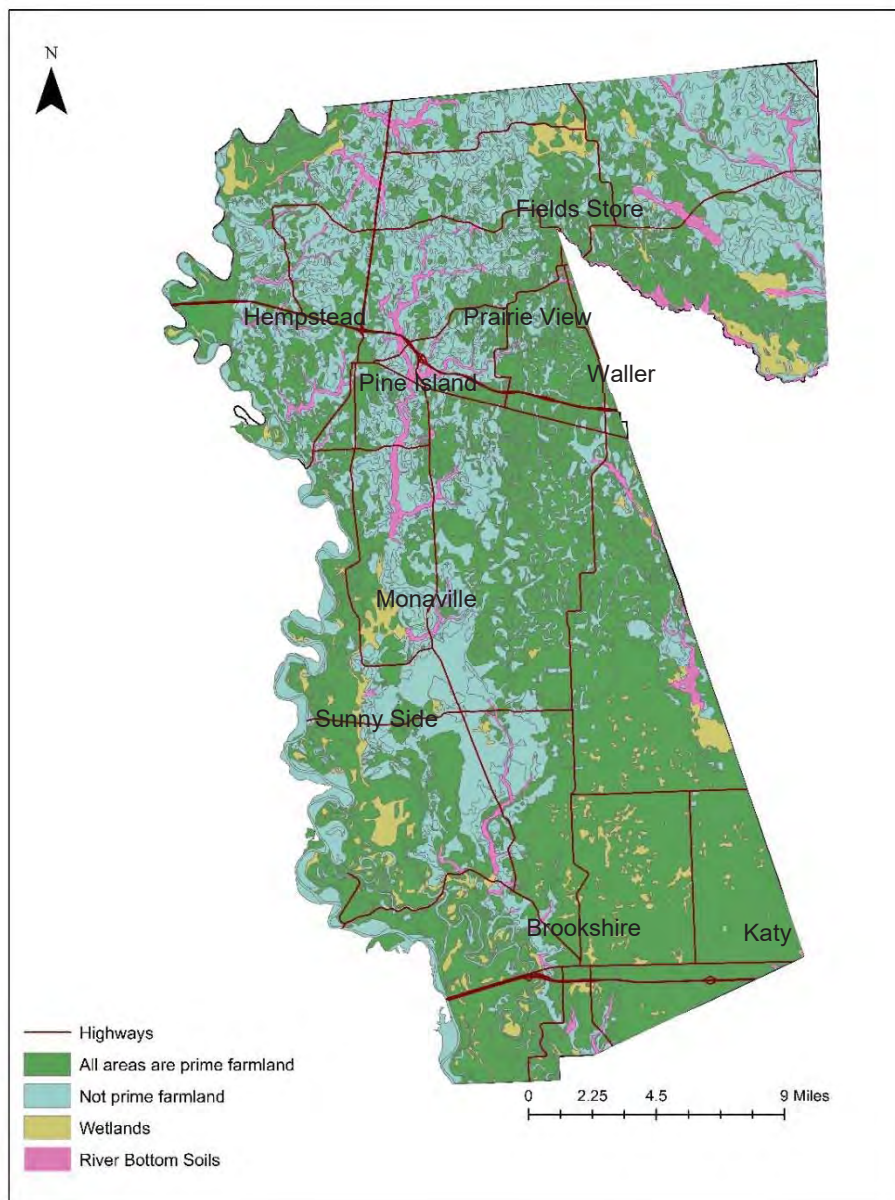 N
Fields Store
Hempstead
Prairie View
Pine Island
Waller
Monaville
Sunny Side
Brookshire
Katy
Highways
All areas are prime farmland
Not prime farmland
Wetlands
River Bottom Soils
0 2.25 4.5 9 Miles